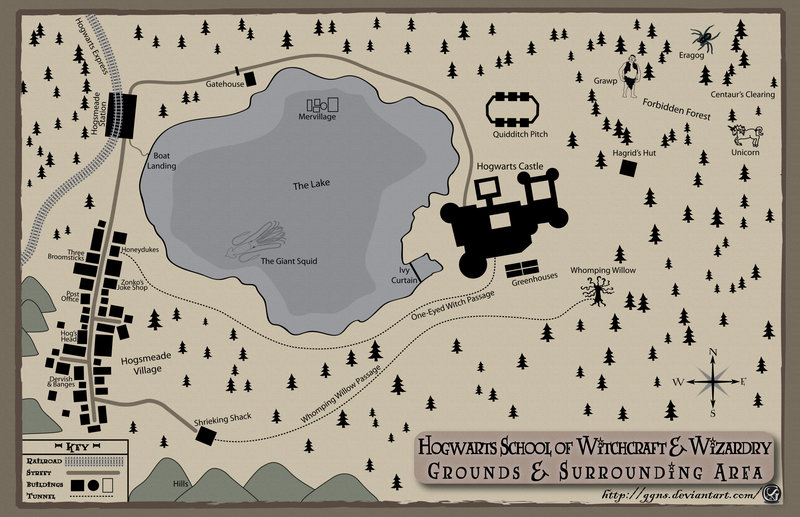 Hogwarts Express
Hogsmeade
Station
Gatehouse
Mervillage
Boat
Landing
The Lake
The Giant Squid
Ivy
Curtain
Quidditch Pitch
Hogwarts Castle
Greenhouses
Eragog
Grawp
Centaur's Clearing
Forbidden Forest
Unicorn
Hagrid's Hut
Whomping Willow
Three
Broomsticks
Honeydukes
Zonko's
Joke Shop
Ppst
Office
Hog's
Head
Hogsmeade
Village
Dervish
& Banges
One-Eyed Witch Passage
Whomping Willow Passage
Shrieking Shack
Hills
N
W
E
S
Key
Railroad
Street
Buildings
Tunnel
Hogwarts School of Witchcraft & Wizardry
Grounds & Surrounding Area
http://ggns.deviantart.com/